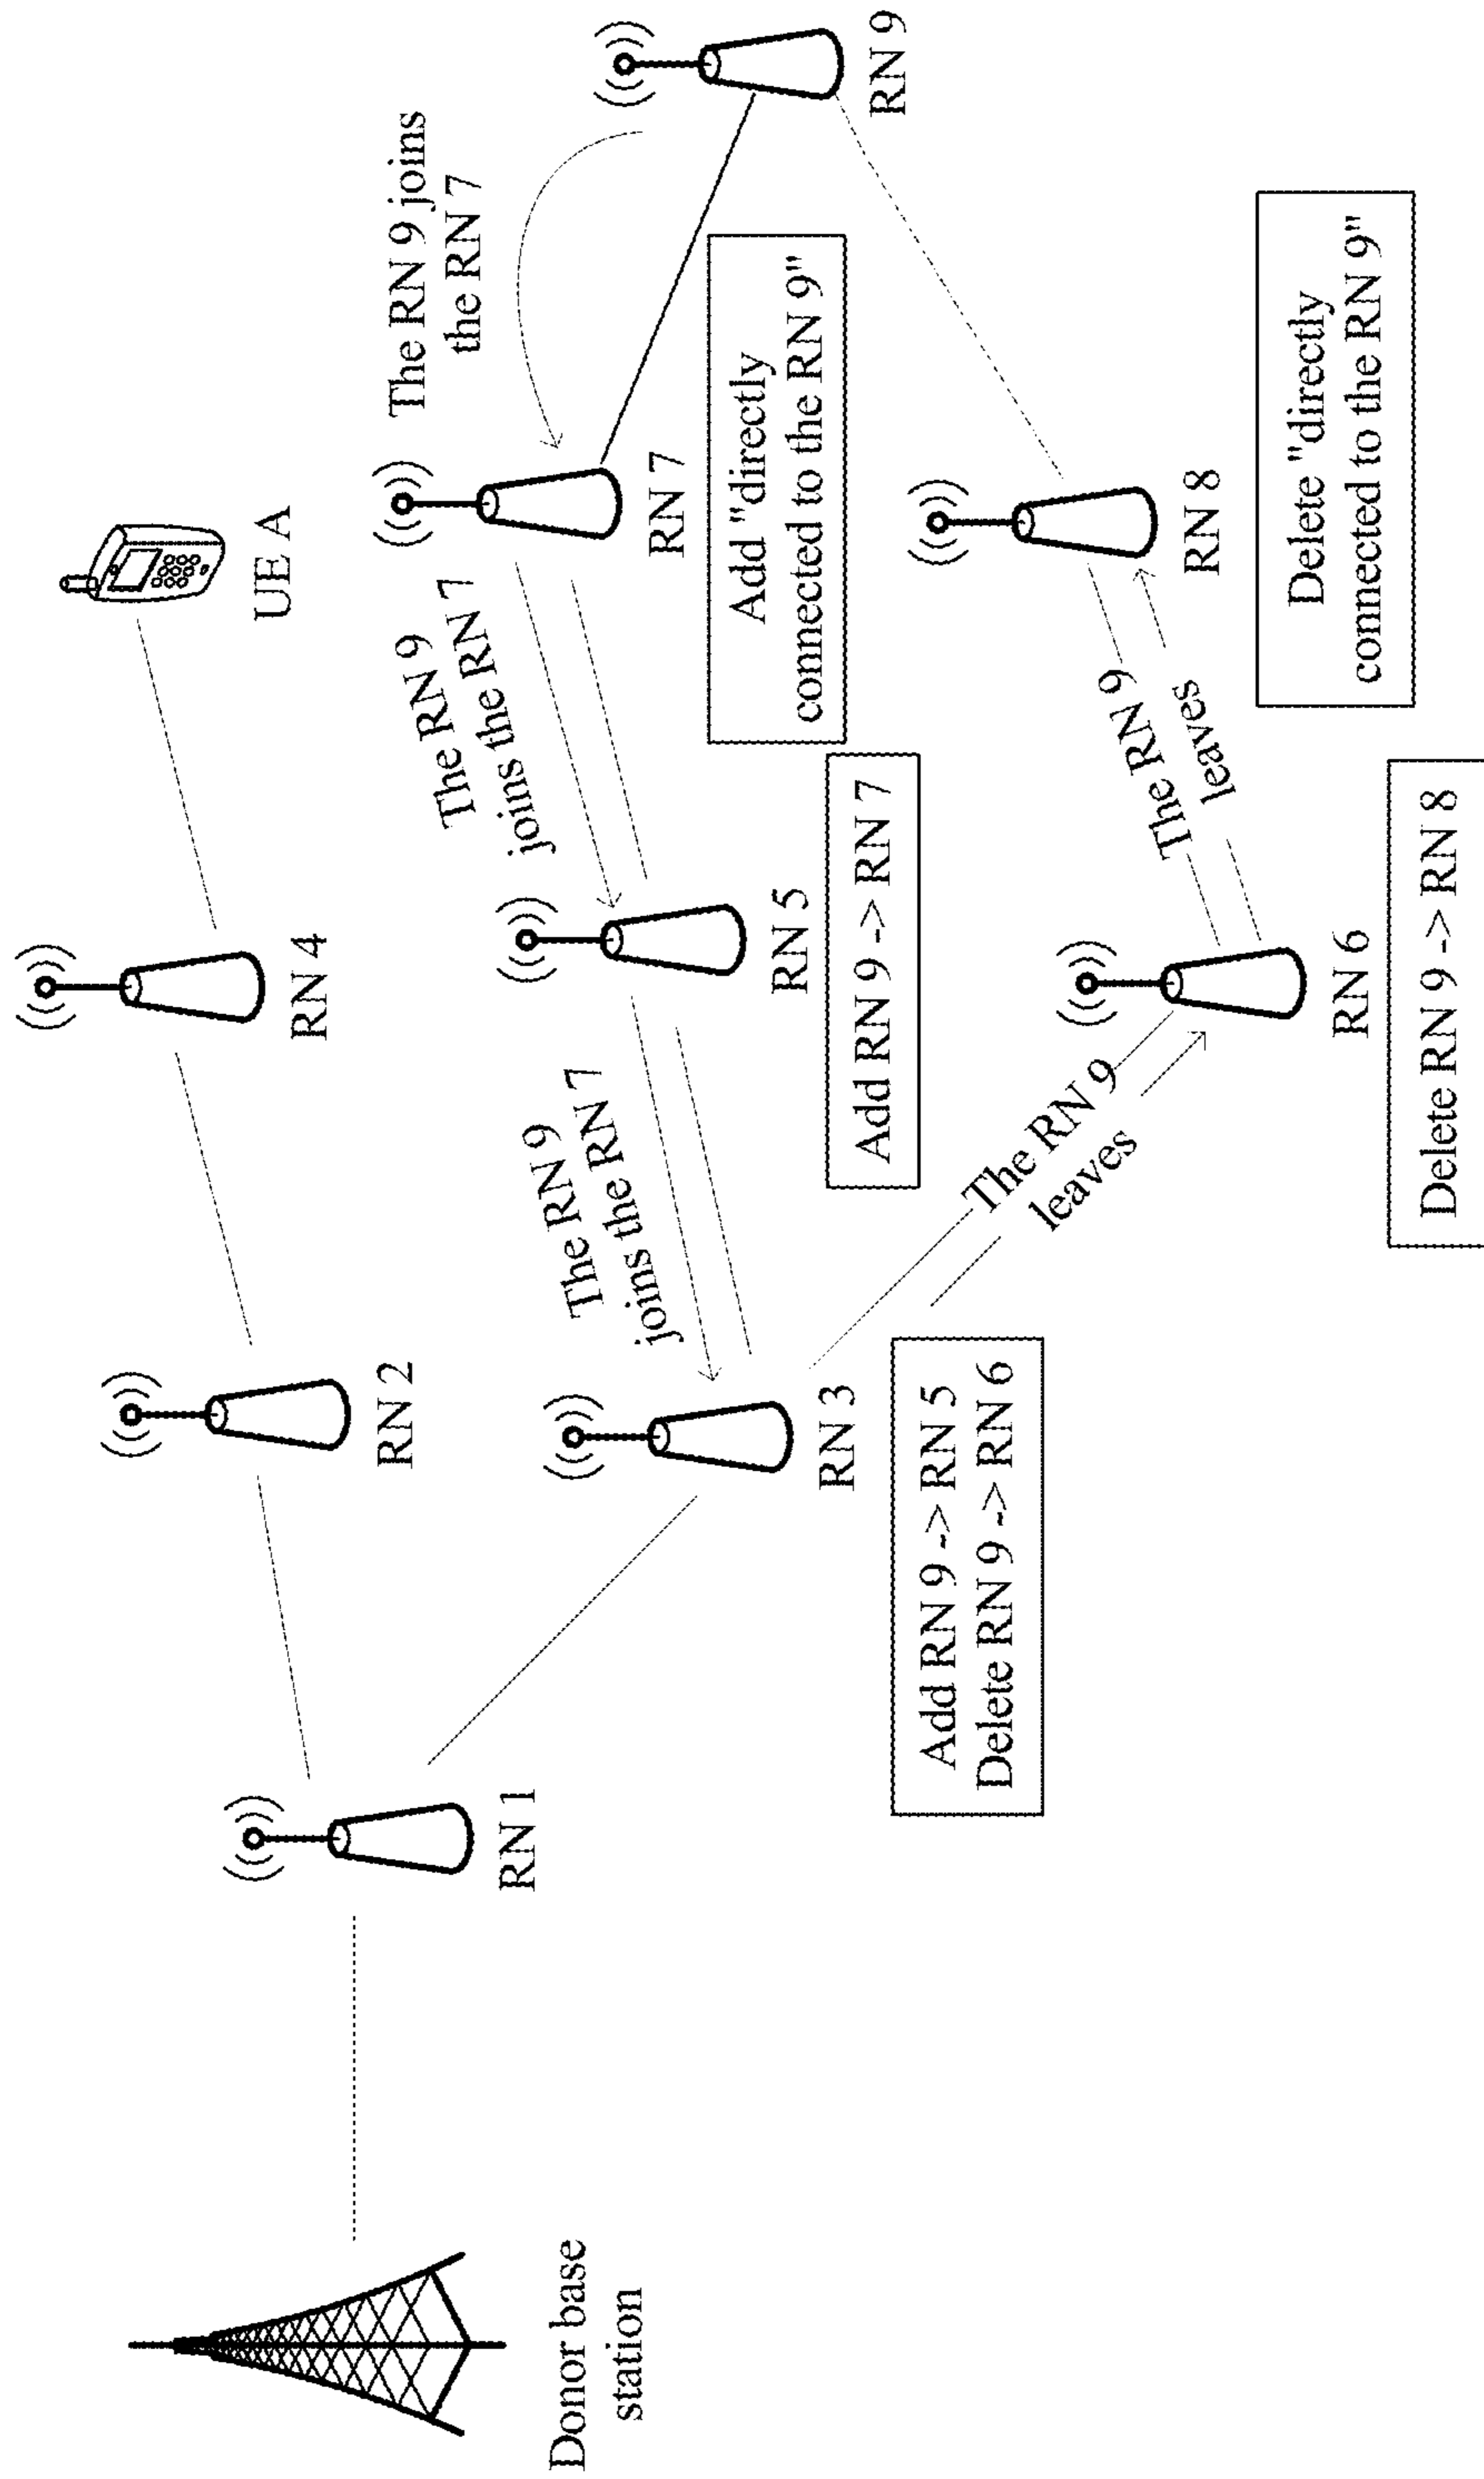 UE A
RN 4
RN 2
RN 1
Donor base
station
The RN 9 joins
the RN 7
RN 9
RN 7
The RN 9
joins the RN 7
Add "directly
connected to the RN 9"
RN 5
Add RN 9 -> RN 7
The RN 9
joins the RN 7
RN 3
Add RN 9 -> RN 5
Delete RN 9 -> RN 6
The RN 9
leaves
RN 6
Delete RN 9 -> RN 8
The RN 9
leaves
RN 8
Delete "directly
connected to the RN 9"